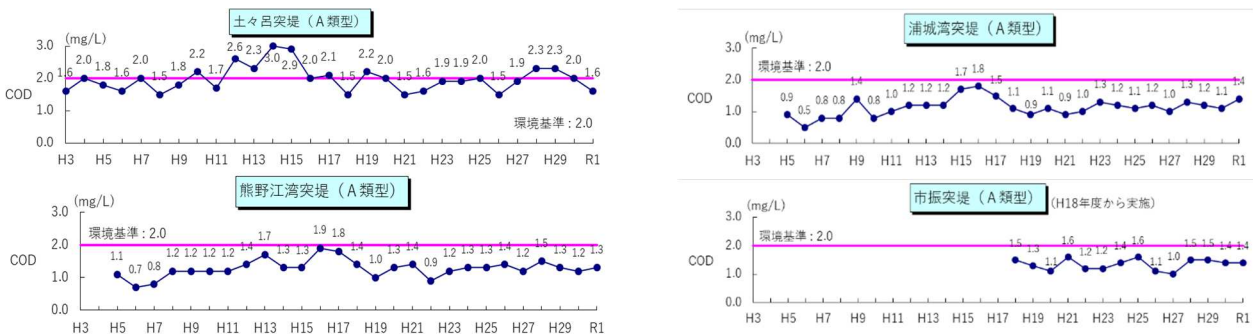 土々呂突堤（Ａ類型）
(mg/L)
3.0
2.0
1.0
0.0
COD
1.6 2.0 1.8 1.6 2.0 1.5 1.8 2.2 1.7 2.6 2.3 3.0 2.9 2.0 2.1 1.5 2.2 2.0 1.5 1.6 1.9 1.9 2.0 1.5 1.9 2.3 2.3 2.0 1.6
環境基準 : 2.0
H3 H5 H7 H9 H11 H13 H15 H17 H19 H21 H23 H25 H27 H29 R1
浦城湾突堤（Ａ類型）
(mg/L)
3.0
2.0
1.0
0.0
COD
環境基準 : 2.0
0.9 0.5 0.8 0.8 1.4 0.8 1.0 1.2 1.2 1.2 1.7 1.8 1.5 1.1 0.9 1.1 0.9 1.0 1.3 1.2 1.1 1.2 1.0 1.3 1.2 1.1 1.4
H3 H5 H7 H9 H11 H13 H15 H17 H19 H21 H23 H25 H27 H29 R1
熊野江湾突堤（Ａ類型）
(mg/L)
3.0
2.0
1.0
0.0
COD
環境基準 : 2.0
1.1 0.7 0.8 1.2 1.2 1.2 1.2 1.4 1.7 1.3 1.3 1.9 1.8 1.4 1.0 1.3 1.4 0.9 1.2 1.3 1.3 1.4 1.2 1.5 1.3 1.2 1.3
H3 H5 H7 H9 H11 H13 H15 H17 H19 H21 H23 H25 H27 H29 R1
市振突堤（Ａ類型）
(H18年度から実施)
(mg/L)
3.0
2.0
1.0
0.0
COD
環境基準 : 2.0
1.5 1.3 1.1 1.6 1.2 1.2 1.4 1.6 1.1 1.0 1.5 1.5 1.4 1.4
H3 H5 H7 H9 H11 H13 H15 H17 H19 H21 H23 H25 H27 H29 R1